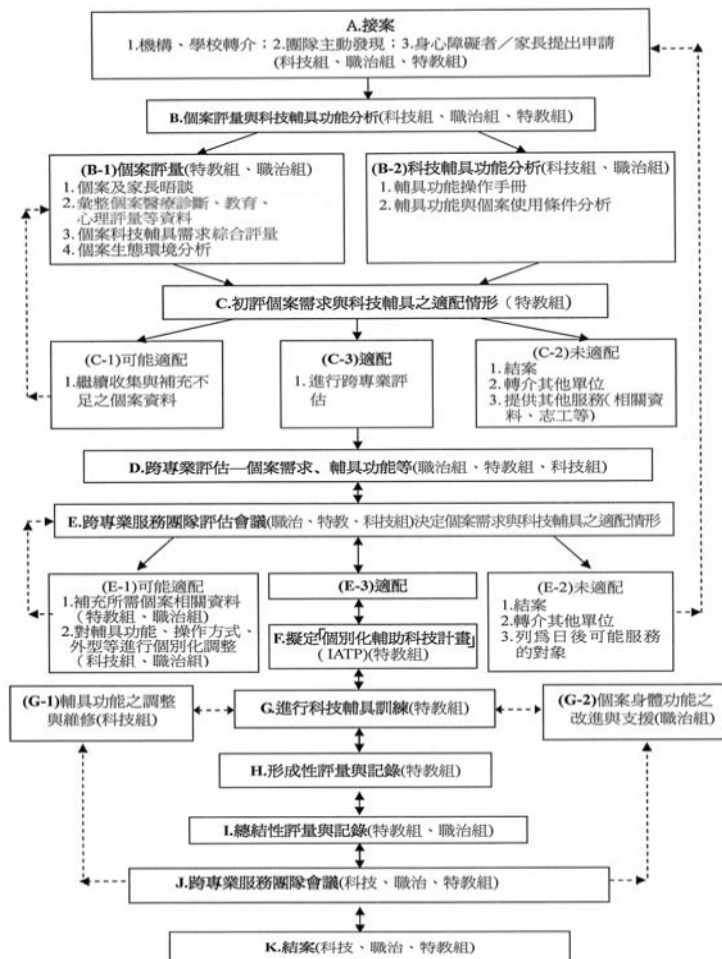 A.接案
1.機構、學校轉介；2.團隊主動發現；3.身心障礙者／家長提出申請
(科技組、職治組、特教組)
B.個案評量與科技輔具功能分析(科技組、職治組、特教組)
(B-1)個案評量(特教組、職治組)
1. 個案及家長晤談
2. 彙整個案醫療診斷、教育、
心理評量等資料
3. 個案科技輔具需求綜合評量
4. 個案生態環境分析
(B-2)科技輔具功能分析(科技組、職治組)
1. 輔具功能操作手冊
2. 輔具功能與個案使用條件分析
C.初評個案需求與科技輔具之適配情形（特教組）
(C-1)可能適配
1.繼續收集與補充不
足之個案資料
(C-3)適配
1.進行跨專業評
估
(C-2)未適配
1.結案
2.轉介其他單位
3.提供其他服務(相關資
料、志工等)
D.跨專業評估—個案需求、輔具功能等(職治組、特教組、科技組)
E.跨專業服務團隊評估會議(職治、特教、科技組)決定個案需求與科技輔具之適配情形
(E-1)可能適配
1.補充所需個案相關資料
(特教組、職治組)
2.對輔具功能、操作方式、
外型等進行個別化調整
(科技組、職治組)
(E-3)適配
(E-2)未適配
1.結案
2.轉介其他單位
3.列爲日後可能服務
的對象
F.擬定「個別化輔助科技計畫」
(IATP)(特教組)
(G-1)輔具功能之調整
與維修(科技組)
G.進行科技輔具訓練(特教組)
(G-2)個案身體功能之
改進與支援(職治組)
H.形成性評量與記錄(特教組)
I.總結性評量與記錄(特教組、職治組)
J.跨專業服務團隊會議(科技、職治、特教組)
K.結案(科技、職治、特教組)